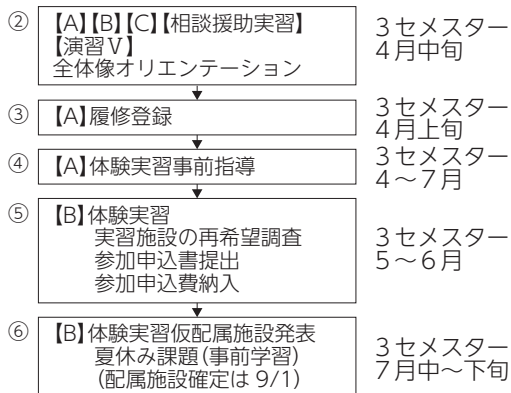 ② 【A】【B】【C】【相談援助実習】
【演習Ⅴ】
全体像オリエンテーション
3セメスター
4月中旬
③ 【A】履修登録
3セメスター
4月上旬
④ 【A】体験実習事前指導
3セメスター
4～7月
⑤ 【B】体験実習
実習施設の再希望調査
参加申込書提出
参加申込費納入
3セメスター
5～6月
⑥ 【B】体験実習仮配属施設発表
夏休み課題(事前学習)
(配属施設確定は 9/1)
3セメスター
7月中～下旬